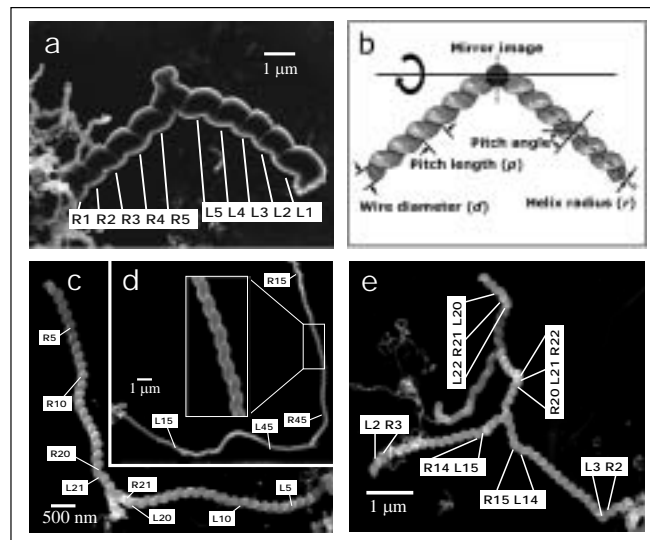 a
1 μm
R1 R2 R3 R4 R5
L5 L4 L3 L2 L1
b
Mirror image
Pitch angle
Pitch length (p)
Wire diameter (d)
Helix radius (r)
c
R5
R10
R20
L21
R21
L20
L10
L5
500 nm
d
R15
1 μm
L15
L45
R45
e
L22 R21 L20
R20 L21 R22
L2 R3
R14 L15
R15 L14
L3 R2
1 μm